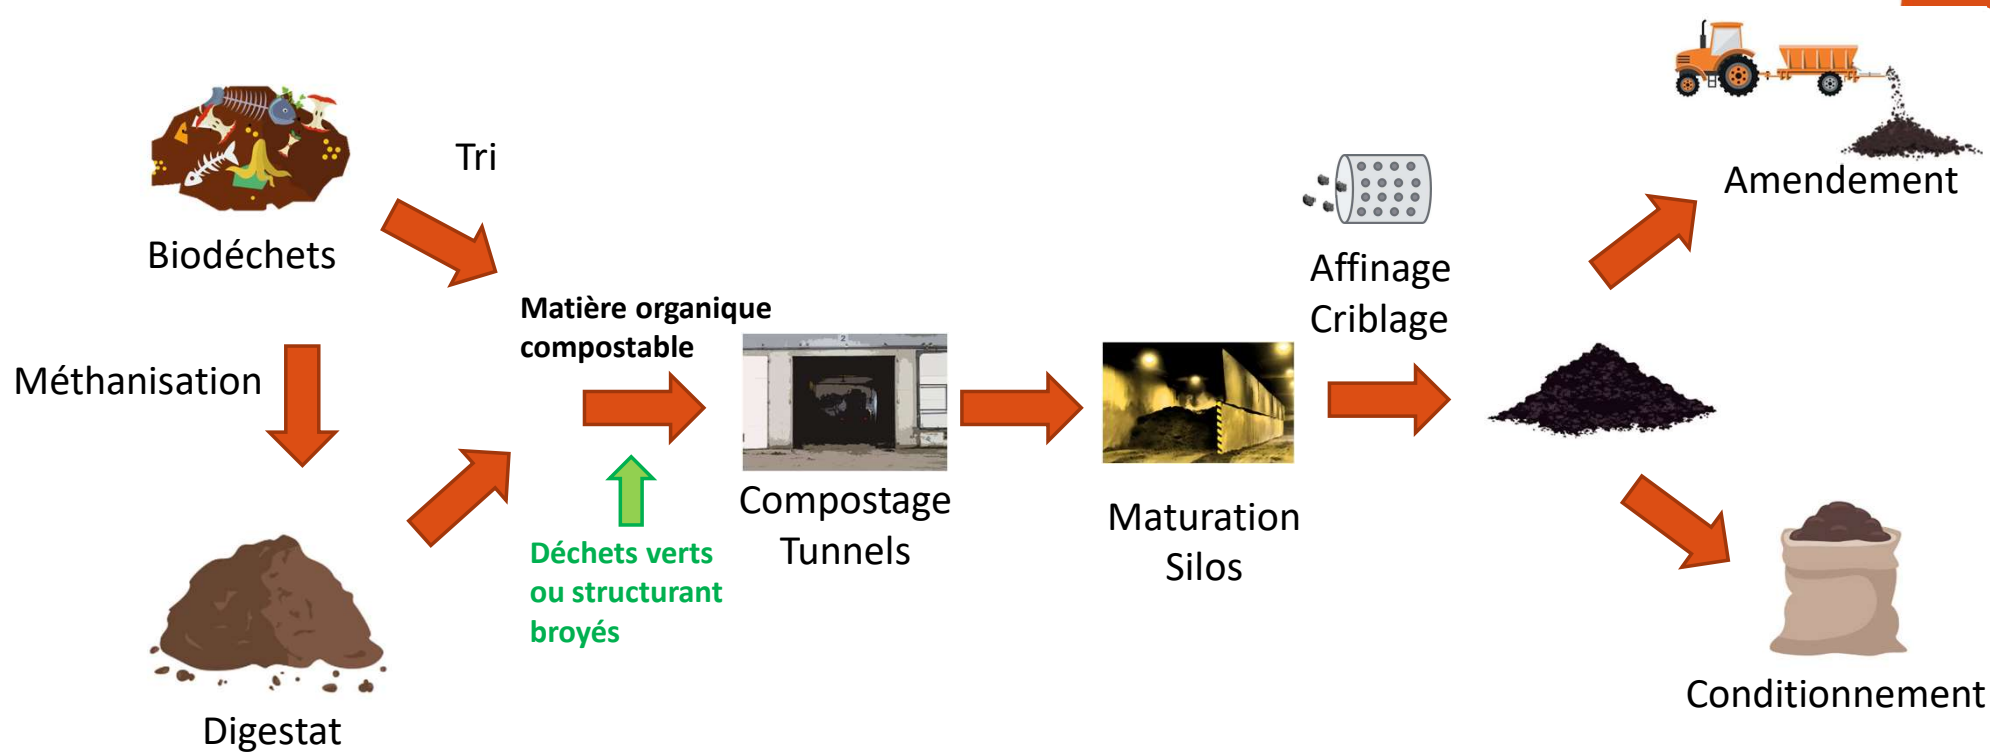 Tri
Biodéchets
Méthanisation
Digestat
Matière organique
compostable
Déchets verts
ou structurant
broyés
2
Compostage
Tunnels
Maturation
Silos
Affinage
Criblage
Amendement
Conditionnement